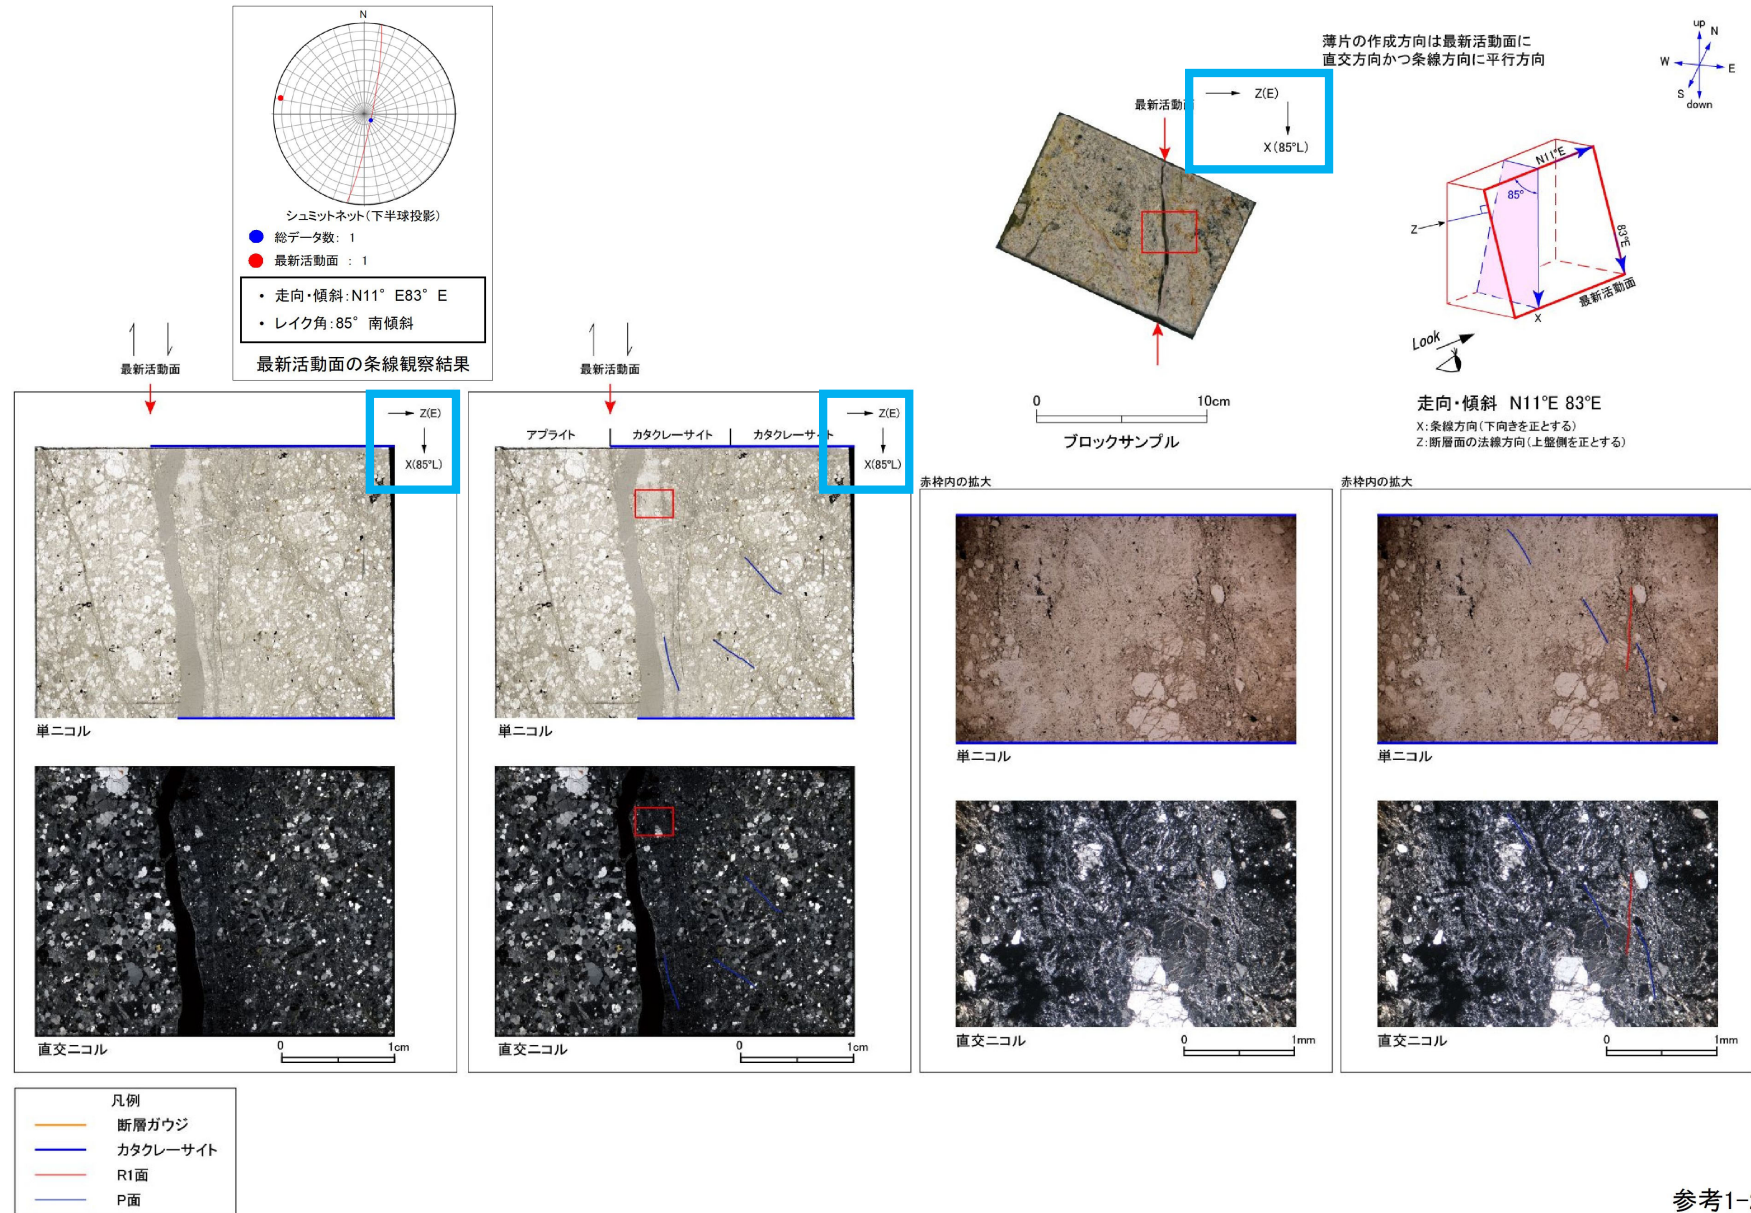 N
シュミットネット(下半球投影)
総データ数: 1
最新活動面 : 1
・ 走向・傾斜:N11° E83° E
・ レイク角:85° 南傾斜
最新活動面の条線観察結果
薄片の作成方向は最新活動面に
直交方向かつ条線方向に平行方向
最新活動面
Z(E)
X(85°L)
0 10cm
ブロックサンプル
up
N
W
E
S
down
N11°E
85°
Z
83°E
最新活動面
X
Look
走向・傾斜 N11°E 83°E
X:条線方向(下向きを正とする)
Z:断層面の法線方向(上盤側を正とする)
最新活動面
Z(E)
X(85°L)
単ニコル
直交ニコル
0 1cm
最新活動面
Z(E)
X(85°L)
アプライト カタクレーサイト カタクレーサイト
単ニコル
直交ニコル
0 1cm
赤枠内の拡大
単ニコル
直交ニコル
0 1mm
赤枠内の拡大
単ニコル
直交ニコル
0 1mm
凡例
断層ガウジ
カタクレーサイト
R1面
P面
参考1-